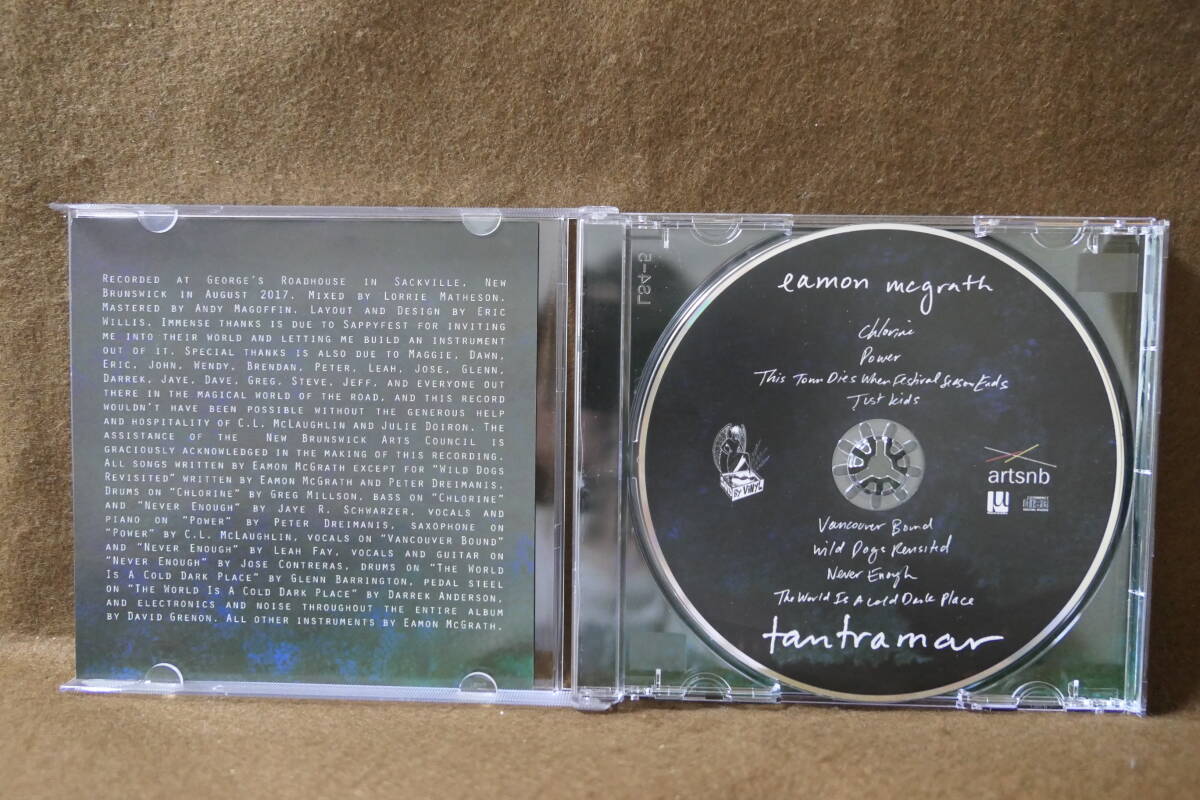 RECORDED AT GEORGE'S ROADHOUSE IN SACKVILLE, NEW
BRUNSWICK IN AUGUST 2017. MIXED BY LORRIE MATHESON.
MASTERED BY ANDY MAGOFFIN. LAYOUT AND DESIGN BY ERIC
WILLIS. IMMENSE THANKS IS DUE TO SAPPYFEST FOR INVITING
ME INTO THEIR WORLD AND LETTING ME BUILD AN INSTRUMENT
OUT OF IT. SPECIAL THANKS IS ALSO DUE TO MAGGIE, DAWN,
ERIC, JOHN, WENDY, BRENDAN, PETER, LEAH, JOSE, GLENN,
DARREK, JAYE, DAVE, GREG, STEVE, JEFF, AND EVERYONE OUT
THERE IN THE MAGICAL WORLD OF THE ROAD, AND THIS RECORD
WOULDN'T HAVE BEEN POSSIBLE WITHOUT THE GENEROUS HELP
AND HOSPITALITY OF C.L. MCLAUGHLIN AND JULIE DOIRON. THE
ASSISTANCE OF THE NEW BRUNSWICK ARTS COUNCIL IS
GRACIOUSLY ACKNOWLEDGED IN THE MAKING OF THIS RECORDING.
ALL SONGS WRITTEN BY EAMON MCGRATH EXCEPT FOR "WILD DOGS
REVISITED" WRITTEN BY EAMON MCGRATH AND PETER DREIMANIS.
DRUMS ON "CHLORINE" BY GREG MILLSON, BASS ON "CHLORINE"
AND "NEVER ENOUGH" BY JAYE R. SCHWARZER, VOCALS AND
PIANO ON "POWER" BY PETER DREIMANIS, SAXOPHONE ON
"POWER" BY C.L. MCLAUGHLIN, VOCALS ON "VANCOUVER BOUND"
AND "NEVER ENOUGH" BY LEAH FAY, VOCALS AND GUITAR ON
"NEVER ENOUGH" BY JOSE CONTRERAS, DRUMS ON "THE WORLD
IS A COLD DARK PLACE" BY GLENN BARRINGTON, PEDAL STEEL
ON "THE WORLD IS A COLD DARK PLACE" BY DARREK ANDERSON,
AND ELECTRONICS AND NOISE THROUGHOUT THE ENTIRE ALBUM
BY DAVID GRENON. ALL OTHER INSTRUMENTS BY EAMON MCGRATH.
eamon mcgrath
Chlorine
Power
This Town Dies When Festival Season Ends
Just Kids
BY VINYL
artsnb
Vancouver Bound
Wild Dogs Revisited
Never Enough
The World Is A Cold Dark Place
tantramar